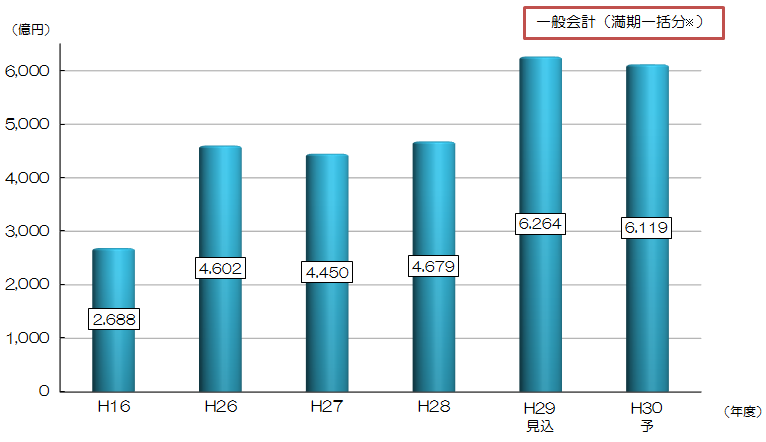 一般会計（満期一括分※）
（億円）
6,000
5,000
4,000
3,000
2,000
1,000
0
2,688
4,602
4,450
4,679
6,264
6,119
H16
H26
H27
H28
H29
見込
H30
予
（年度）